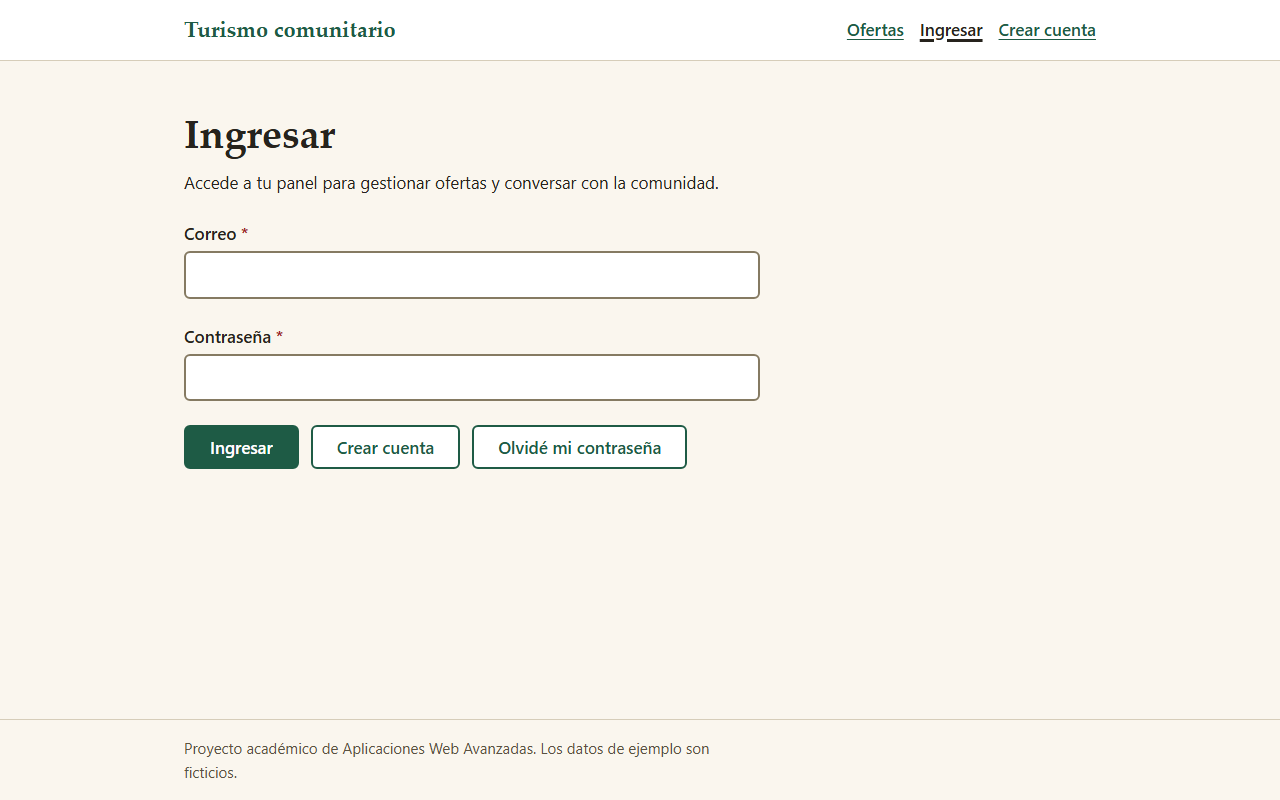 Turismo comunitario
Ofertas Ingresar Crear cuenta
Ingresar
Accede a tu panel para gestionar ofertas y conversar con la comunidad.
Correo *
Contraseña *
Ingresar Crear cuenta Olvidé mi contraseña
Proyecto académico de Aplicaciones Web Avanzadas. Los datos de ejemplo son
ficticios.